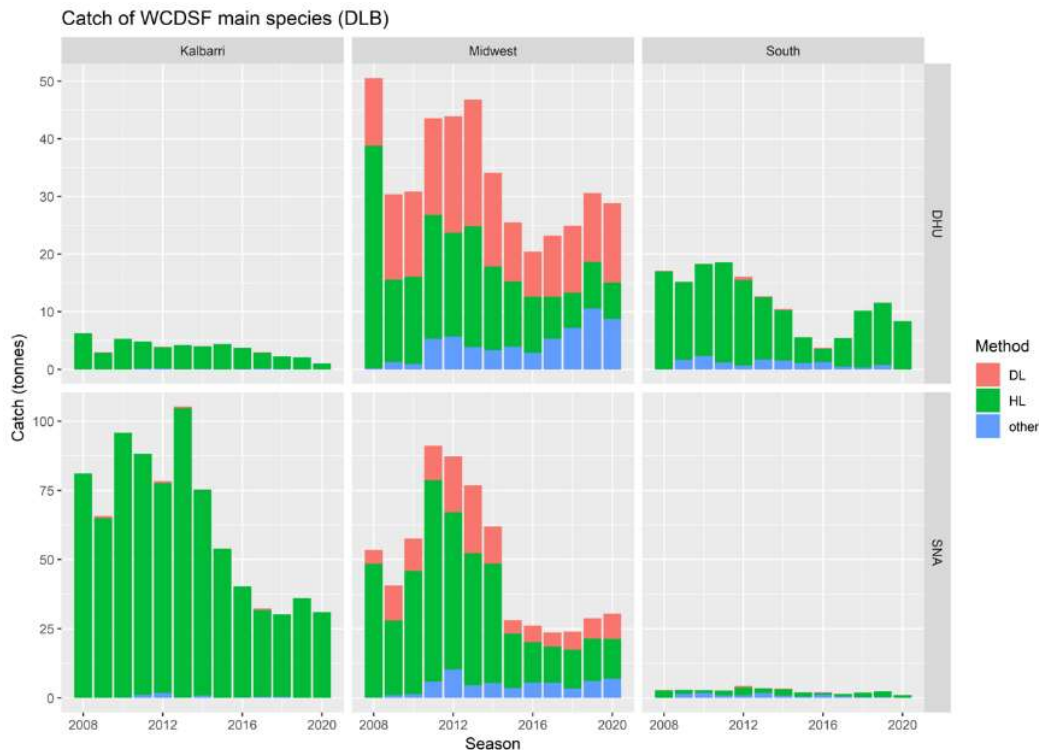 Catch of WCDSF main species (DLB)
Kalbarri Midwest South
50
40
30
20
10
0
DHU
100
75
50
25
0
SNA
Catch (tonnes)
2008 2012 2016 2020 2008 2012 2016 2020 2008 2012 2016 2020
Season
Method
DL
HL
other